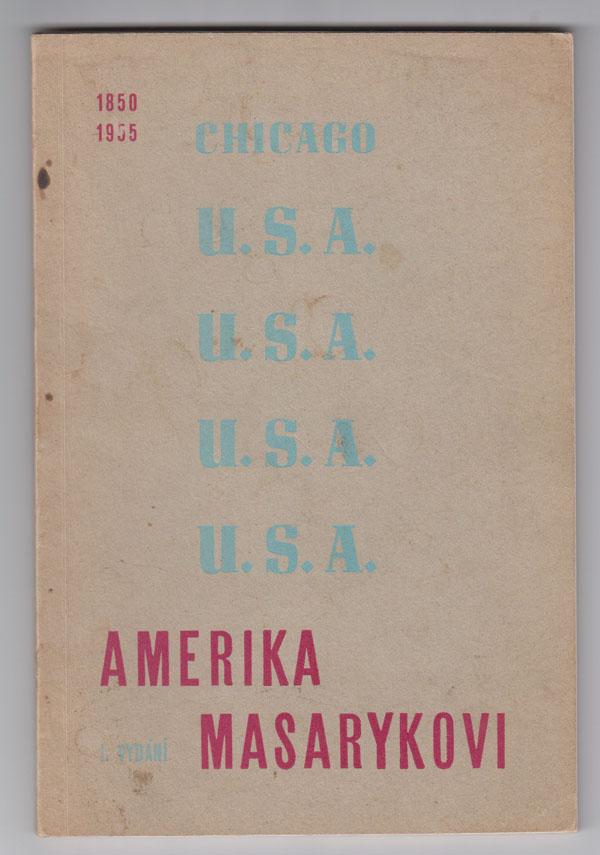 1850
1935
CHICAGO
U.S.A.
U.S.A.
U.S.A.
U.S.A.
AMERIKA
I. VYDÁNÍ. MASARYKOVI